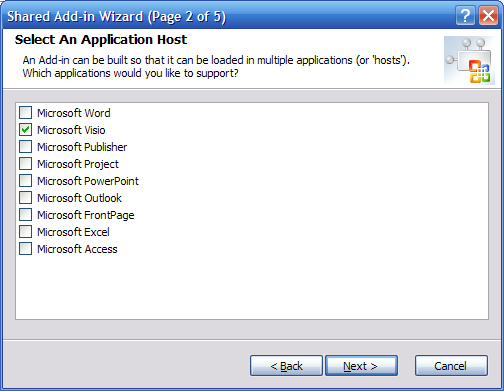 Shared Add-in Wizard (Page 2 of 5)
Select An Application Host
An Add-in can be built so that it can be loaded in multiple applications (or 'hosts').
Which applications would you like to support?
Microsoft Word
Microsoft Visio
Microsoft Publisher
Microsoft Project
Microsoft PowerPoint
Microsoft Outlook
Microsoft FrontPage
Microsoft Excel
Microsoft Access
< Back Next > Cancel